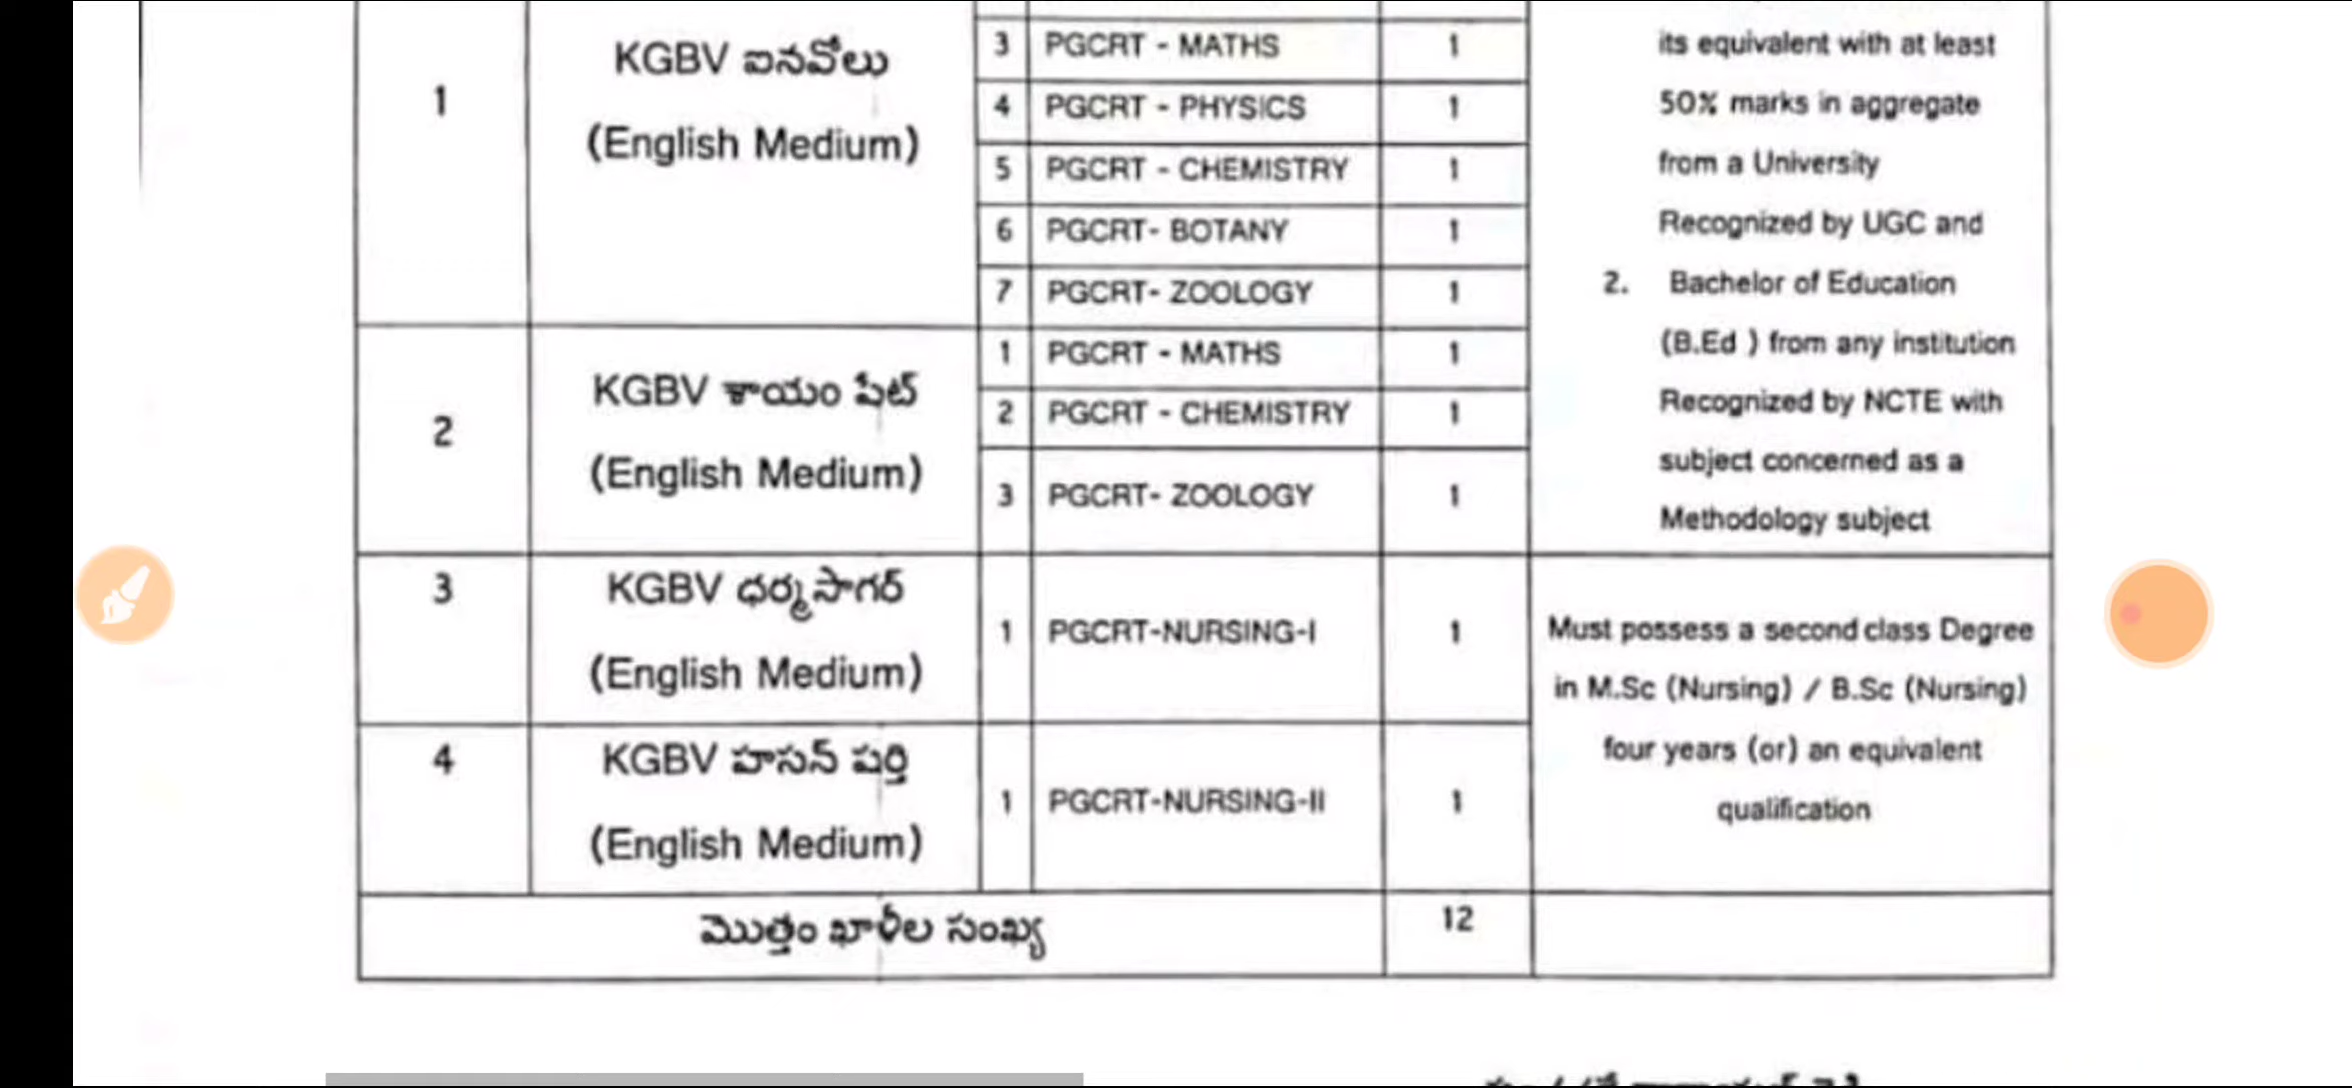 1
KGBV ఐనవోలు
(English Medium)
3 PGCRT - MATHS 1
4 PGCRT - PHYSICS 1
5 PGCRT - CHEMISTRY 1
6 PGCRT- BOTANY 1
7 PGCRT- ZOOLOGY 1
its equivalent with at least
50% marks in aggregate
from a University
Recognized by UGC and
2. Bachelor of Education
(B.Ed ) from any institution
Recognized by NCTE with
subject concerned as a
Methodology subject
2
KGBV శాయం పేట్
(English Medium)
1 PGCRT - MATHS 1
2 PGCRT - CHEMISTRY 1
3 PGCRT- ZOOLOGY 1
3
KGBV ధర్మసాగర్
(English Medium)
1 PGCRT-NURSING-I 1
Must possess a second class Degree
in M.Sc (Nursing) / B.Sc (Nursing)
four years (or) an equivalent
qualification
4
KGBV హసన్ పర్తి
(English Medium)
1 PGCRT-NURSING-II 1
మొత్తం ఖాళీల సంఖ్య 12